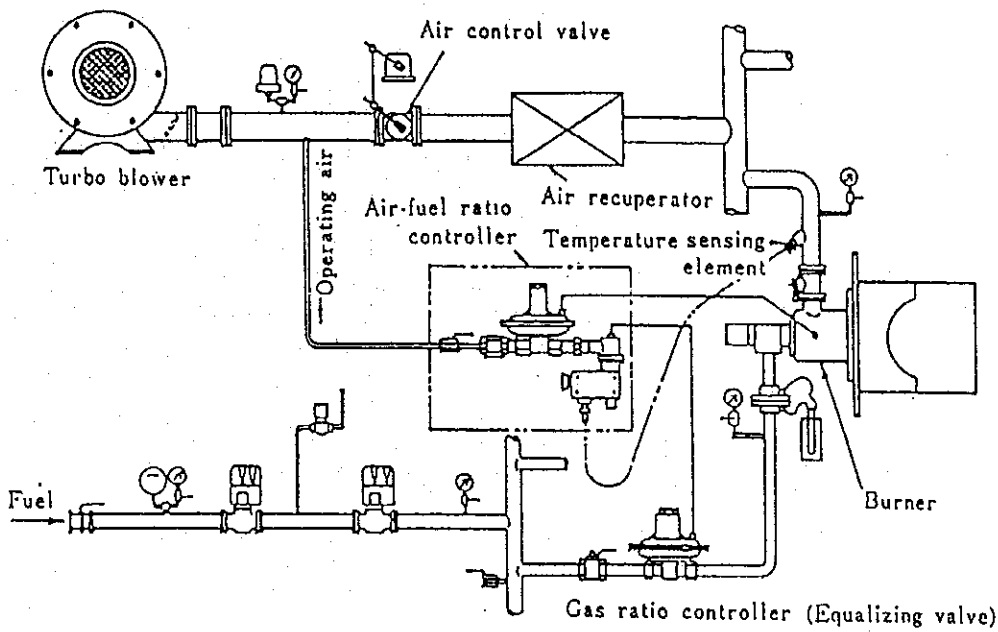 Air control valve
Turbo blower
Operating air
Air recuperator
Air-fuel ratio
controller
Temperature sensing
element
Fuel
Burner
Gas ratio controller (Equalizing valve)